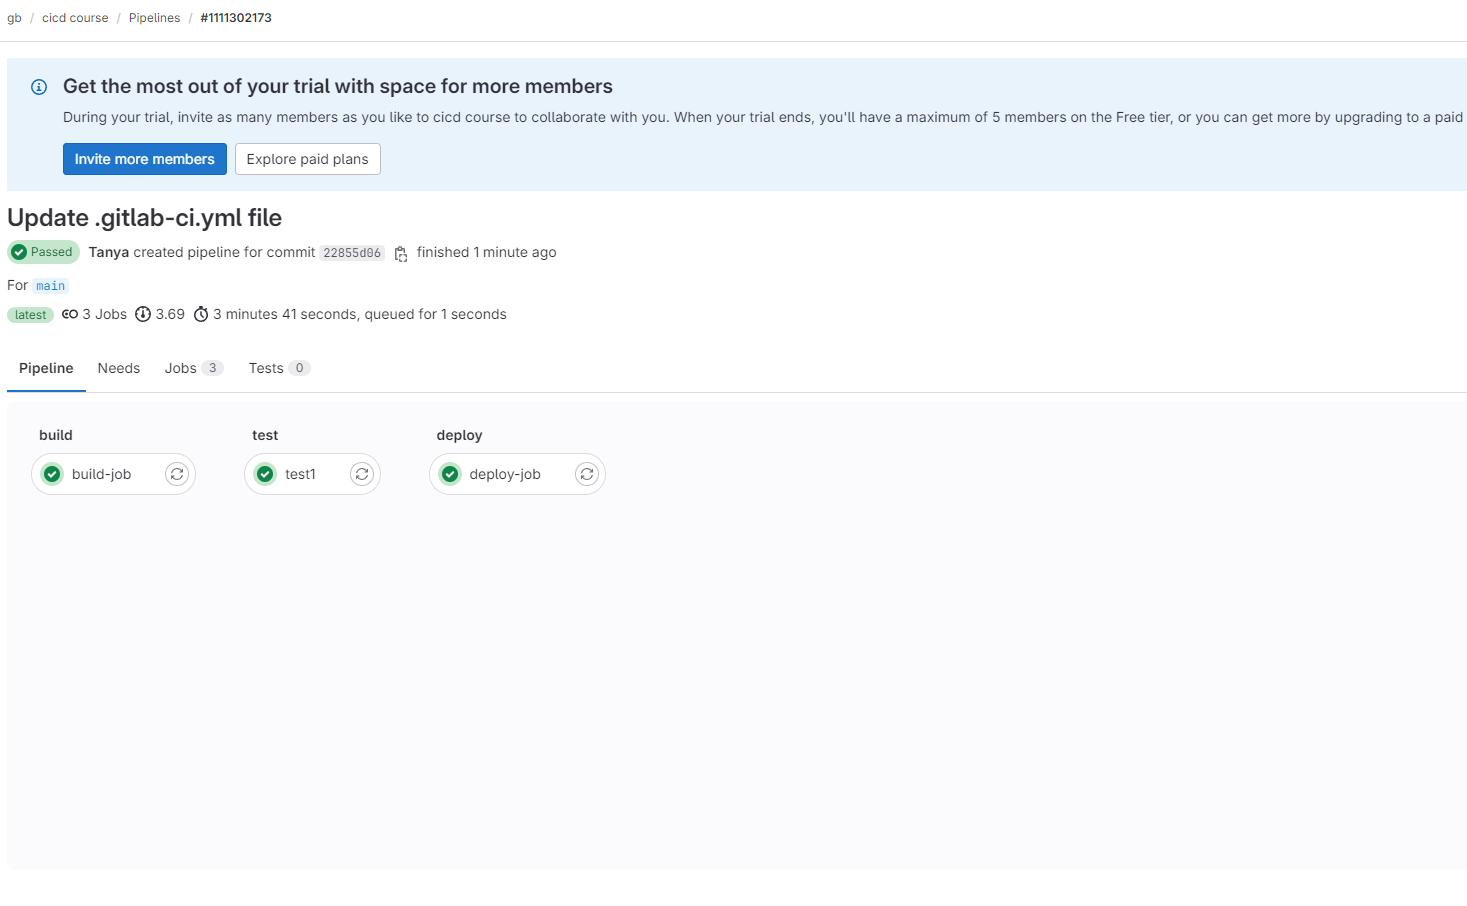 gb / cicd course / Pipelines / #1111302173
Get the most out of your trial with space for more members
During your trial, invite as many members as you like to cicd course to collaborate with you. When your trial ends, you'll have a maximum of 5 members on the Free tier, or you can get more by upgrading to a paid
Invite more members Explore paid plans
Update .gitlab-ci.yml file
Passed Tanya created pipeline for commit 22855d06 finished 1 minute ago
For main
latest 3 Jobs 3.69 3 minutes 41 seconds, queued for 1 seconds
Pipeline Needs Jobs 3 Tests 0
build test deploy
build-job test1 deploy-job